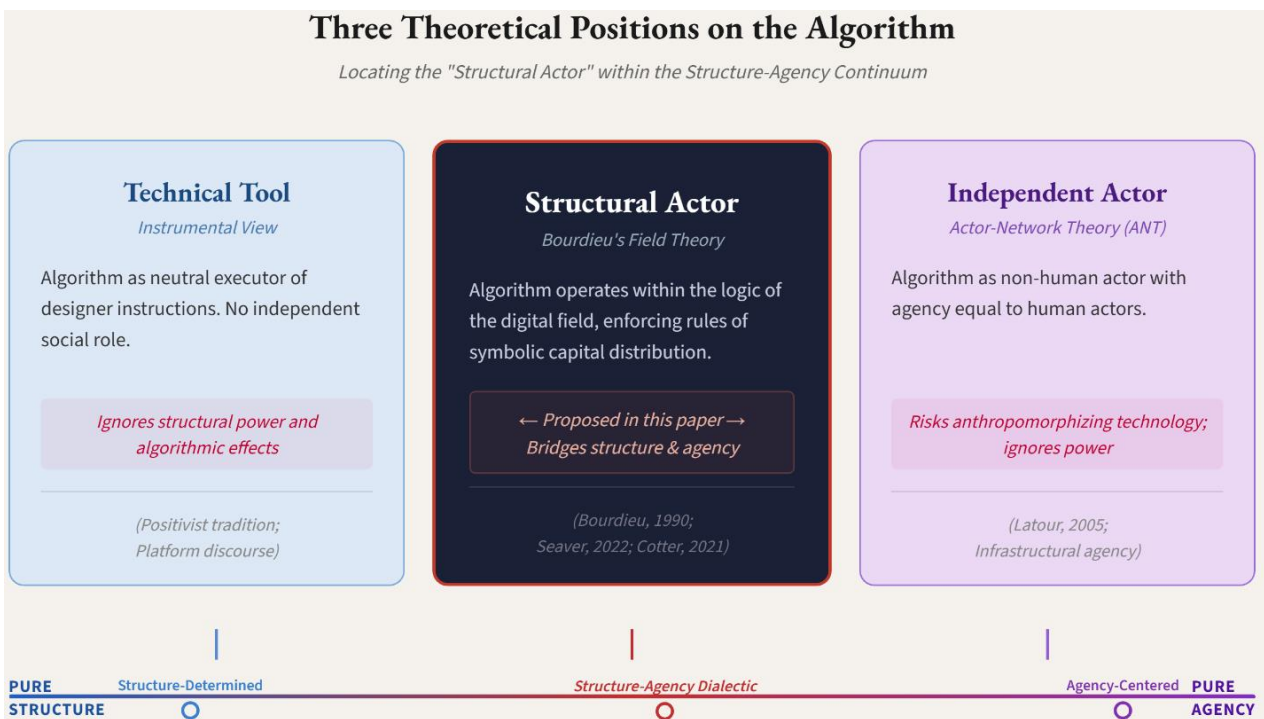 Three Theoretical Positions on the Algorithm
Locating the "Structural Actor" within the Structure-Agency Continuum
Technical Tool
Instrumental View
Algorithm as neutral executor of
designer instructions. No independent
social role.
Ignores structural power and
algorithmic effects
(Positivist tradition;
Platform discourse)
Structural Actor
Bourdieu's Field Theory
Algorithm operates within the logic of
the digital field, enforcing rules of
symbolic capital distribution.
← Proposed in this paper →
Bridges structure & agency
(Bourdieu, 1990;
Seaver, 2022; Cotter, 2021)
Independent Actor
Actor-Network Theory (ANT)
Algorithm as non-human actor with
agency equal to human actors.
Risks anthropomorphizing technology;
ignores power
(Latour, 2005;
Infrastructural agency)
PURE
STRUCTURE
Structure-Determined
Structure-Agency Dialectic
Agency-Centered
PURE
AGENCY